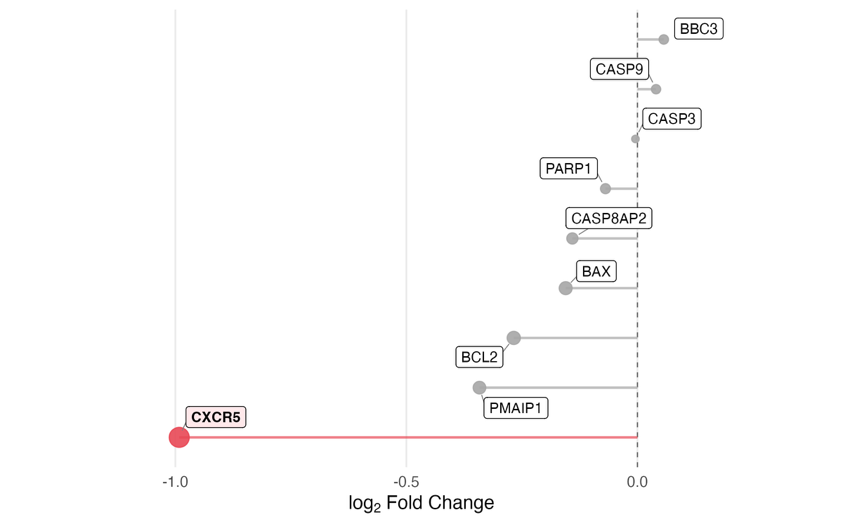 BBC3
CASP9
CASP3
PARP1
CASP8AP2
BAX
BCL2
PMAIP1
CXCR5
-1.0 -0.5 0.0
log₂ Fold Change